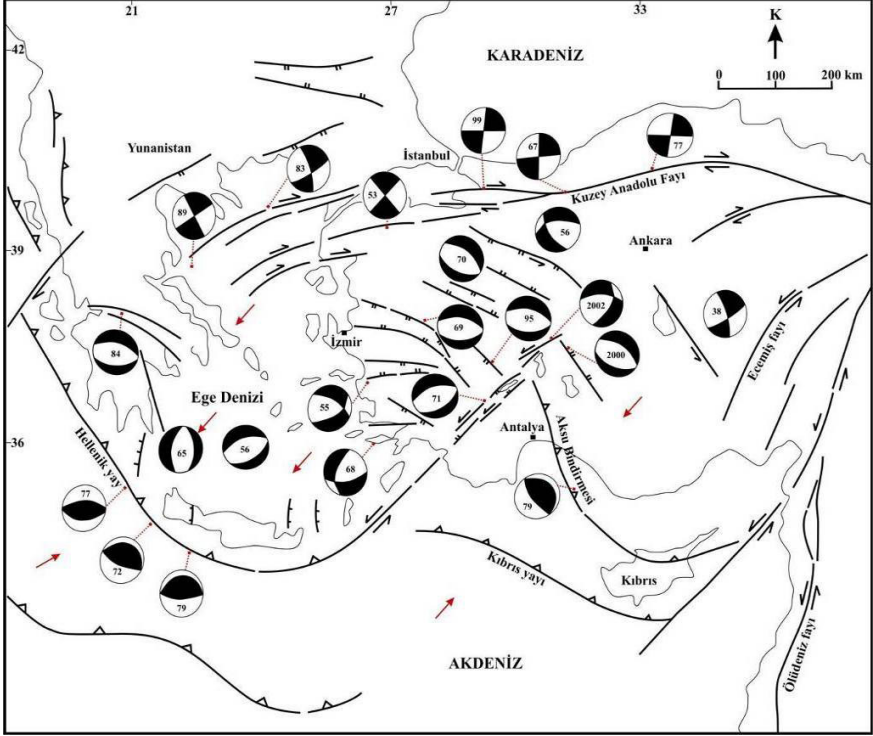 21
27
33
42
39
36
K
0 100 200 km
KARADENİZ
Yunanistan
İstanbul
99
67
77
83
53
89
Kuzey Anadolu Fayı
56
Ankara
70
2002
38
69
95
2000
84
İzmir
Ecemiş fayı
71
Ege Denizi
55
Antalya
Aksu Bindirmesi
65
56
68
Hellenik yay
77
79
72
79
Kıbrıs yayı
Kıbrıs
Ölüdeniz fayı
AKDENİZ